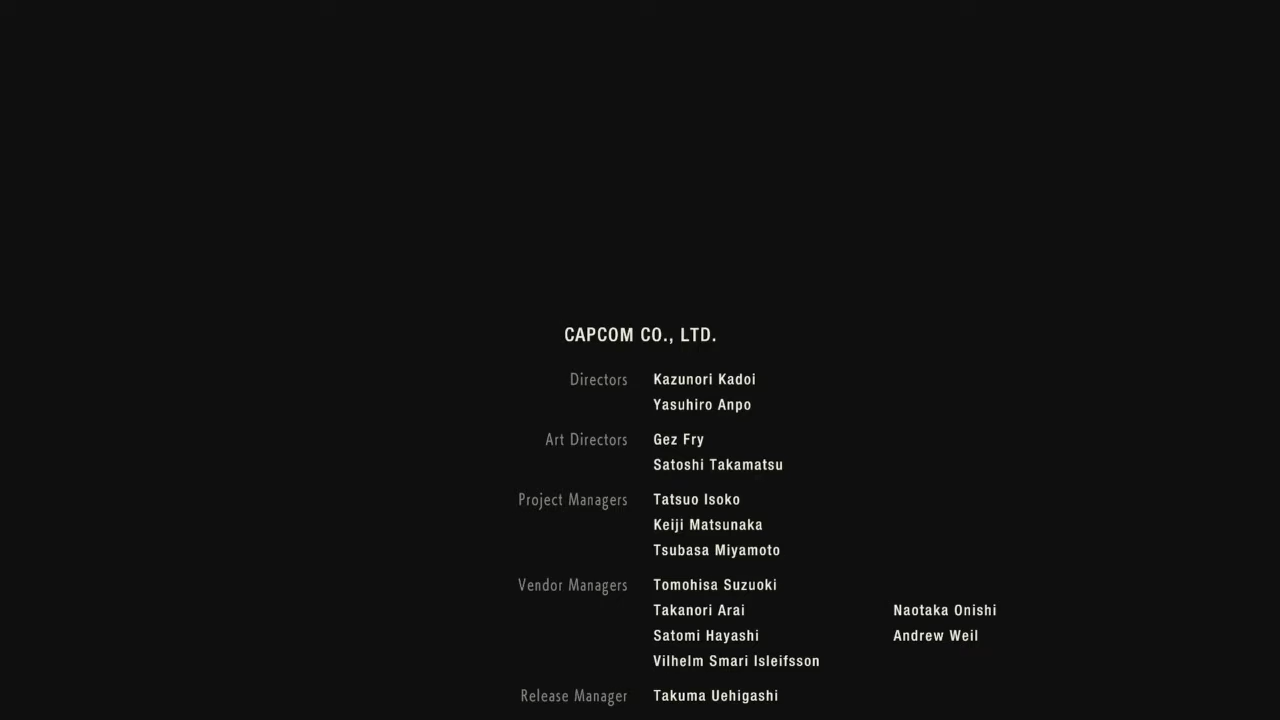 CAPCOM CO., LTD.
Directors Kazunori Kadoi
Yasuhiro Anpo
Art Directors Gez Fry
Satoshi Takamatsu
Project Managers Tatsuo Isoko
Keiji Matsunaka
Tsubasa Miyamoto
Vendor Managers Tomohisa Suzuoki
Takanori Arai Naotaka Onishi
Satomi Hayashi Andrew Weil
Vilhelm Smari Isleifsson
Release Manager Takuma Uehigashi